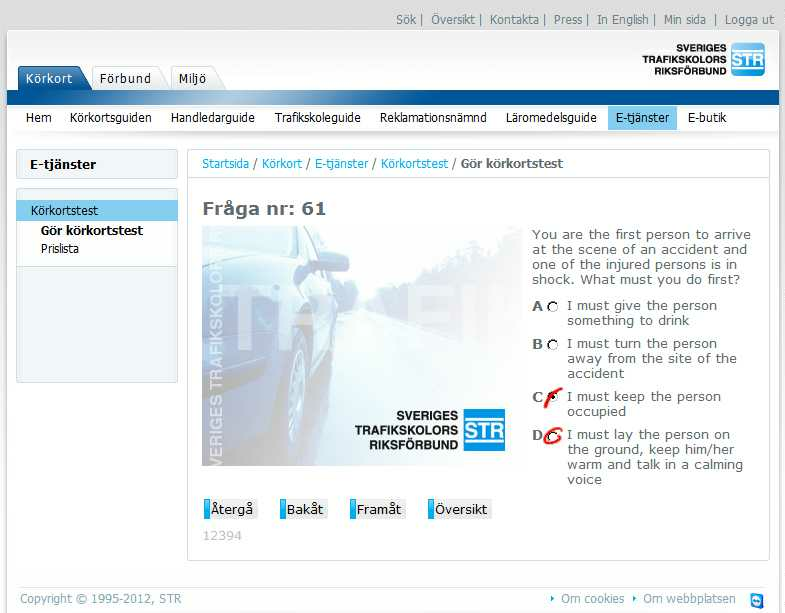 Sök | Översikt | Kontakta | Press | In English | Min sida | Logga ut
SVERIGES
TRAFIKSKOLORS
RIKSFÖRBUND
STR
Körkort Förbund Miljö
Hem Körkortsguiden Handledarguide Trafikskoleguide Reklamationsnämnd Läromedelsguide E-tjänster E-butik
E-tjänster
Körkortstest
Gör körkortstest
Prislista
Startsida / Körkort / E-tjänster / Körkortstest / Gör körkortstest
Fråga nr: 61
SVERIGES TRAFIKSKOLOR
TRAFIK
SVERIGES
TRAFIKSKOLORS
RIKSFÖRBUND
STR
You are the first person to arrive
at the scene of an accident and
one of the injured persons is in
shock. What must you do first?
A I must give the person
something to drink
B I must turn the person
away from the site of the
accident
C I must keep the person
occupied
D I must lay the person on
the ground, keep him/her
warm and talk in a calming
voice
Återgå Bakåt Framåt Översikt
12394
Copyright © 1995-2012, STR
Om cookies Om webbplatsen